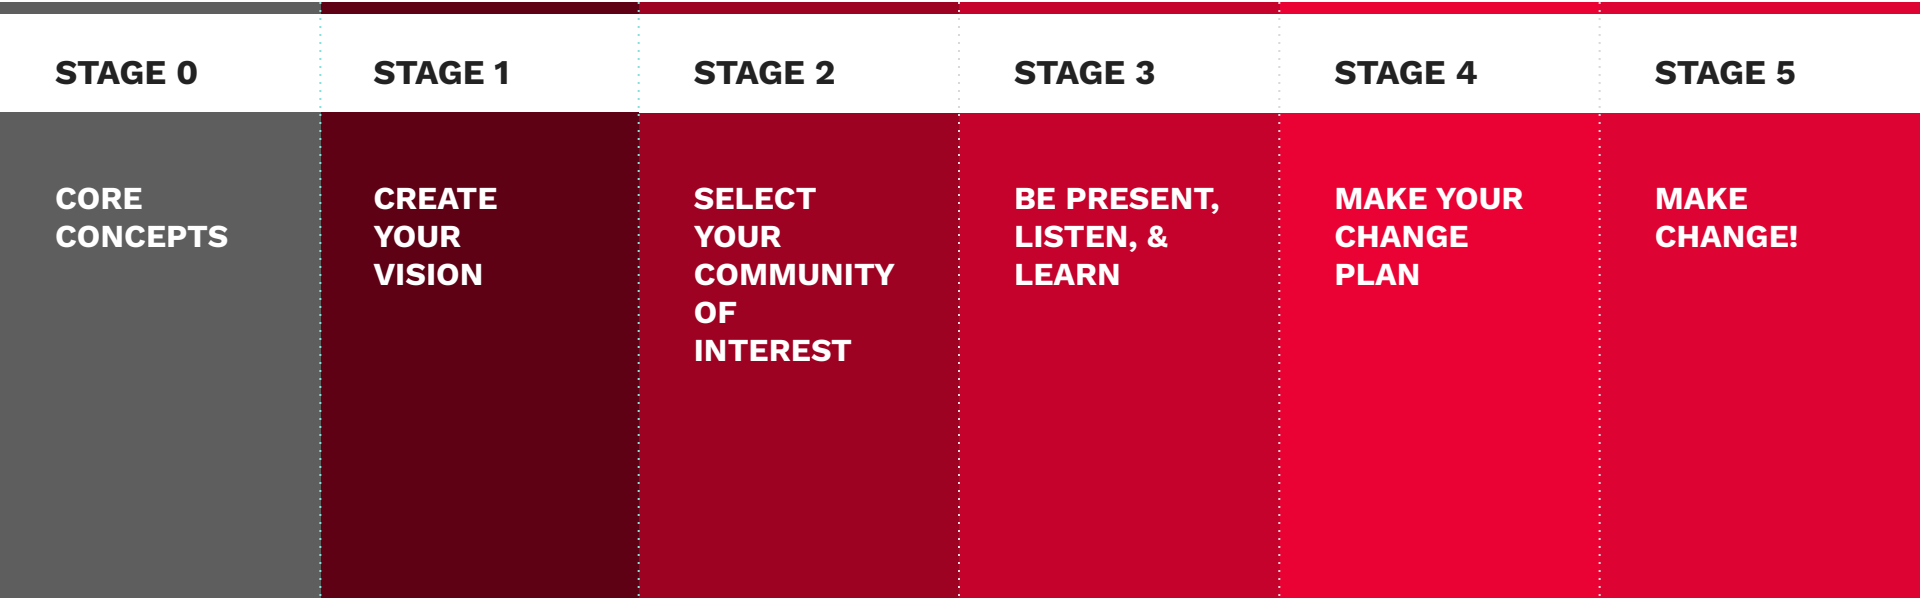 STAGE 0
STAGE 1
STAGE 2
STAGE 3
STAGE 4
STAGE 5
CORE
CONCEPTS
CREATE
YOUR
VISION
SELECT
YOUR
COMMUNITY
OF
INTEREST
BE PRESENT,
LISTEN, &
LEARN
MAKE YOUR
CHANGE
PLAN
MAKE
CHANGE!